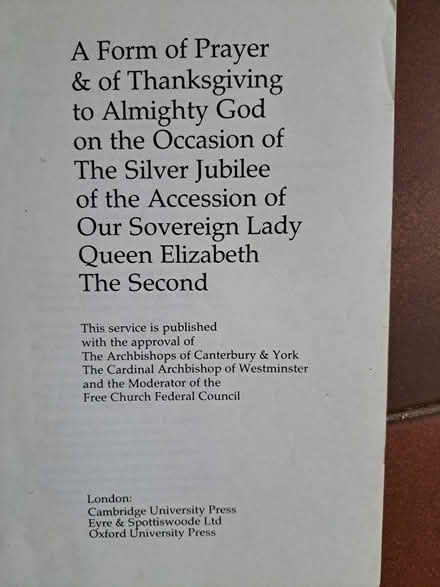 A Form of Prayer
& of Thanksgiving
to Almighty God
on the Occasion of
The Silver Jubilee
of the Accession of
Our Sovereign Lady
Queen Elizabeth
The Second
This service is published
with the approval of
The Archbishops of Canterbury & York
The Cardinal Archbishop of Westminster
and the Moderator of the
Free Church Federal Council
London:
Cambridge University Press
Eyre & Spottiswoode Ltd
Oxford University Press